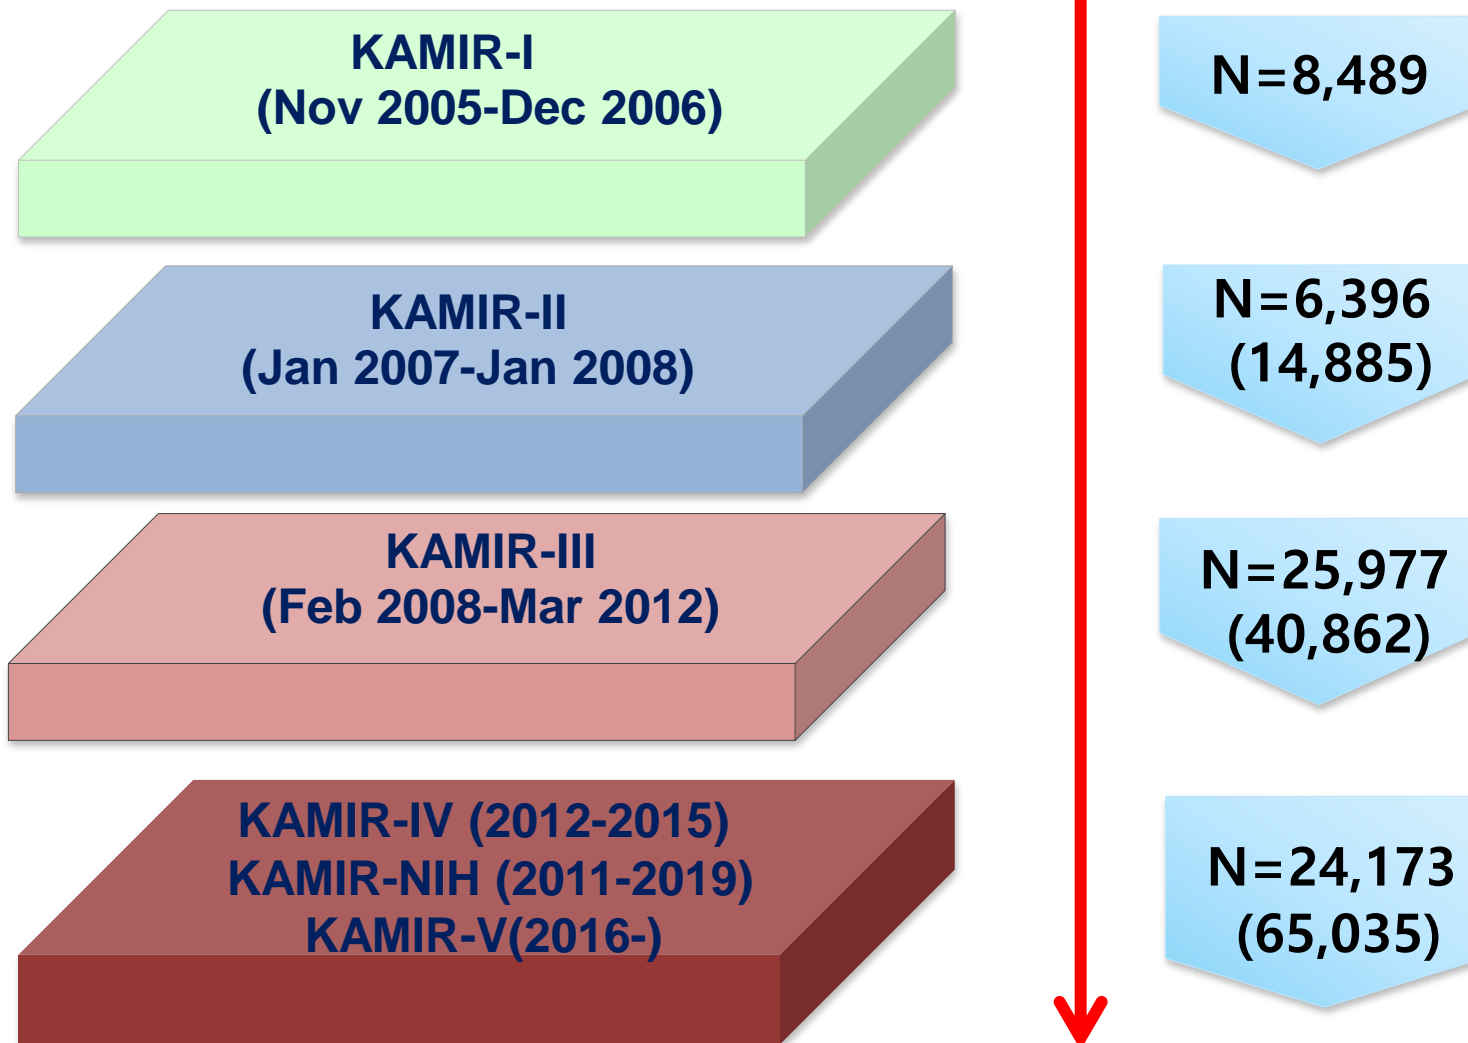 KAMIR-I
(Nov 2005-Dec 2006)
N=8,489
KAMIR-II
(Jan 2007-Jan 2008)
N=6,396
(14,885)
KAMIR-III
(Feb 2008-Mar 2012)
N=25,977
(40,862)
KAMIR-IV (2012-2015)
KAMIR-NIH (2011-2019)
KAMIR-V(2016-)
N=24,173
(65,035)